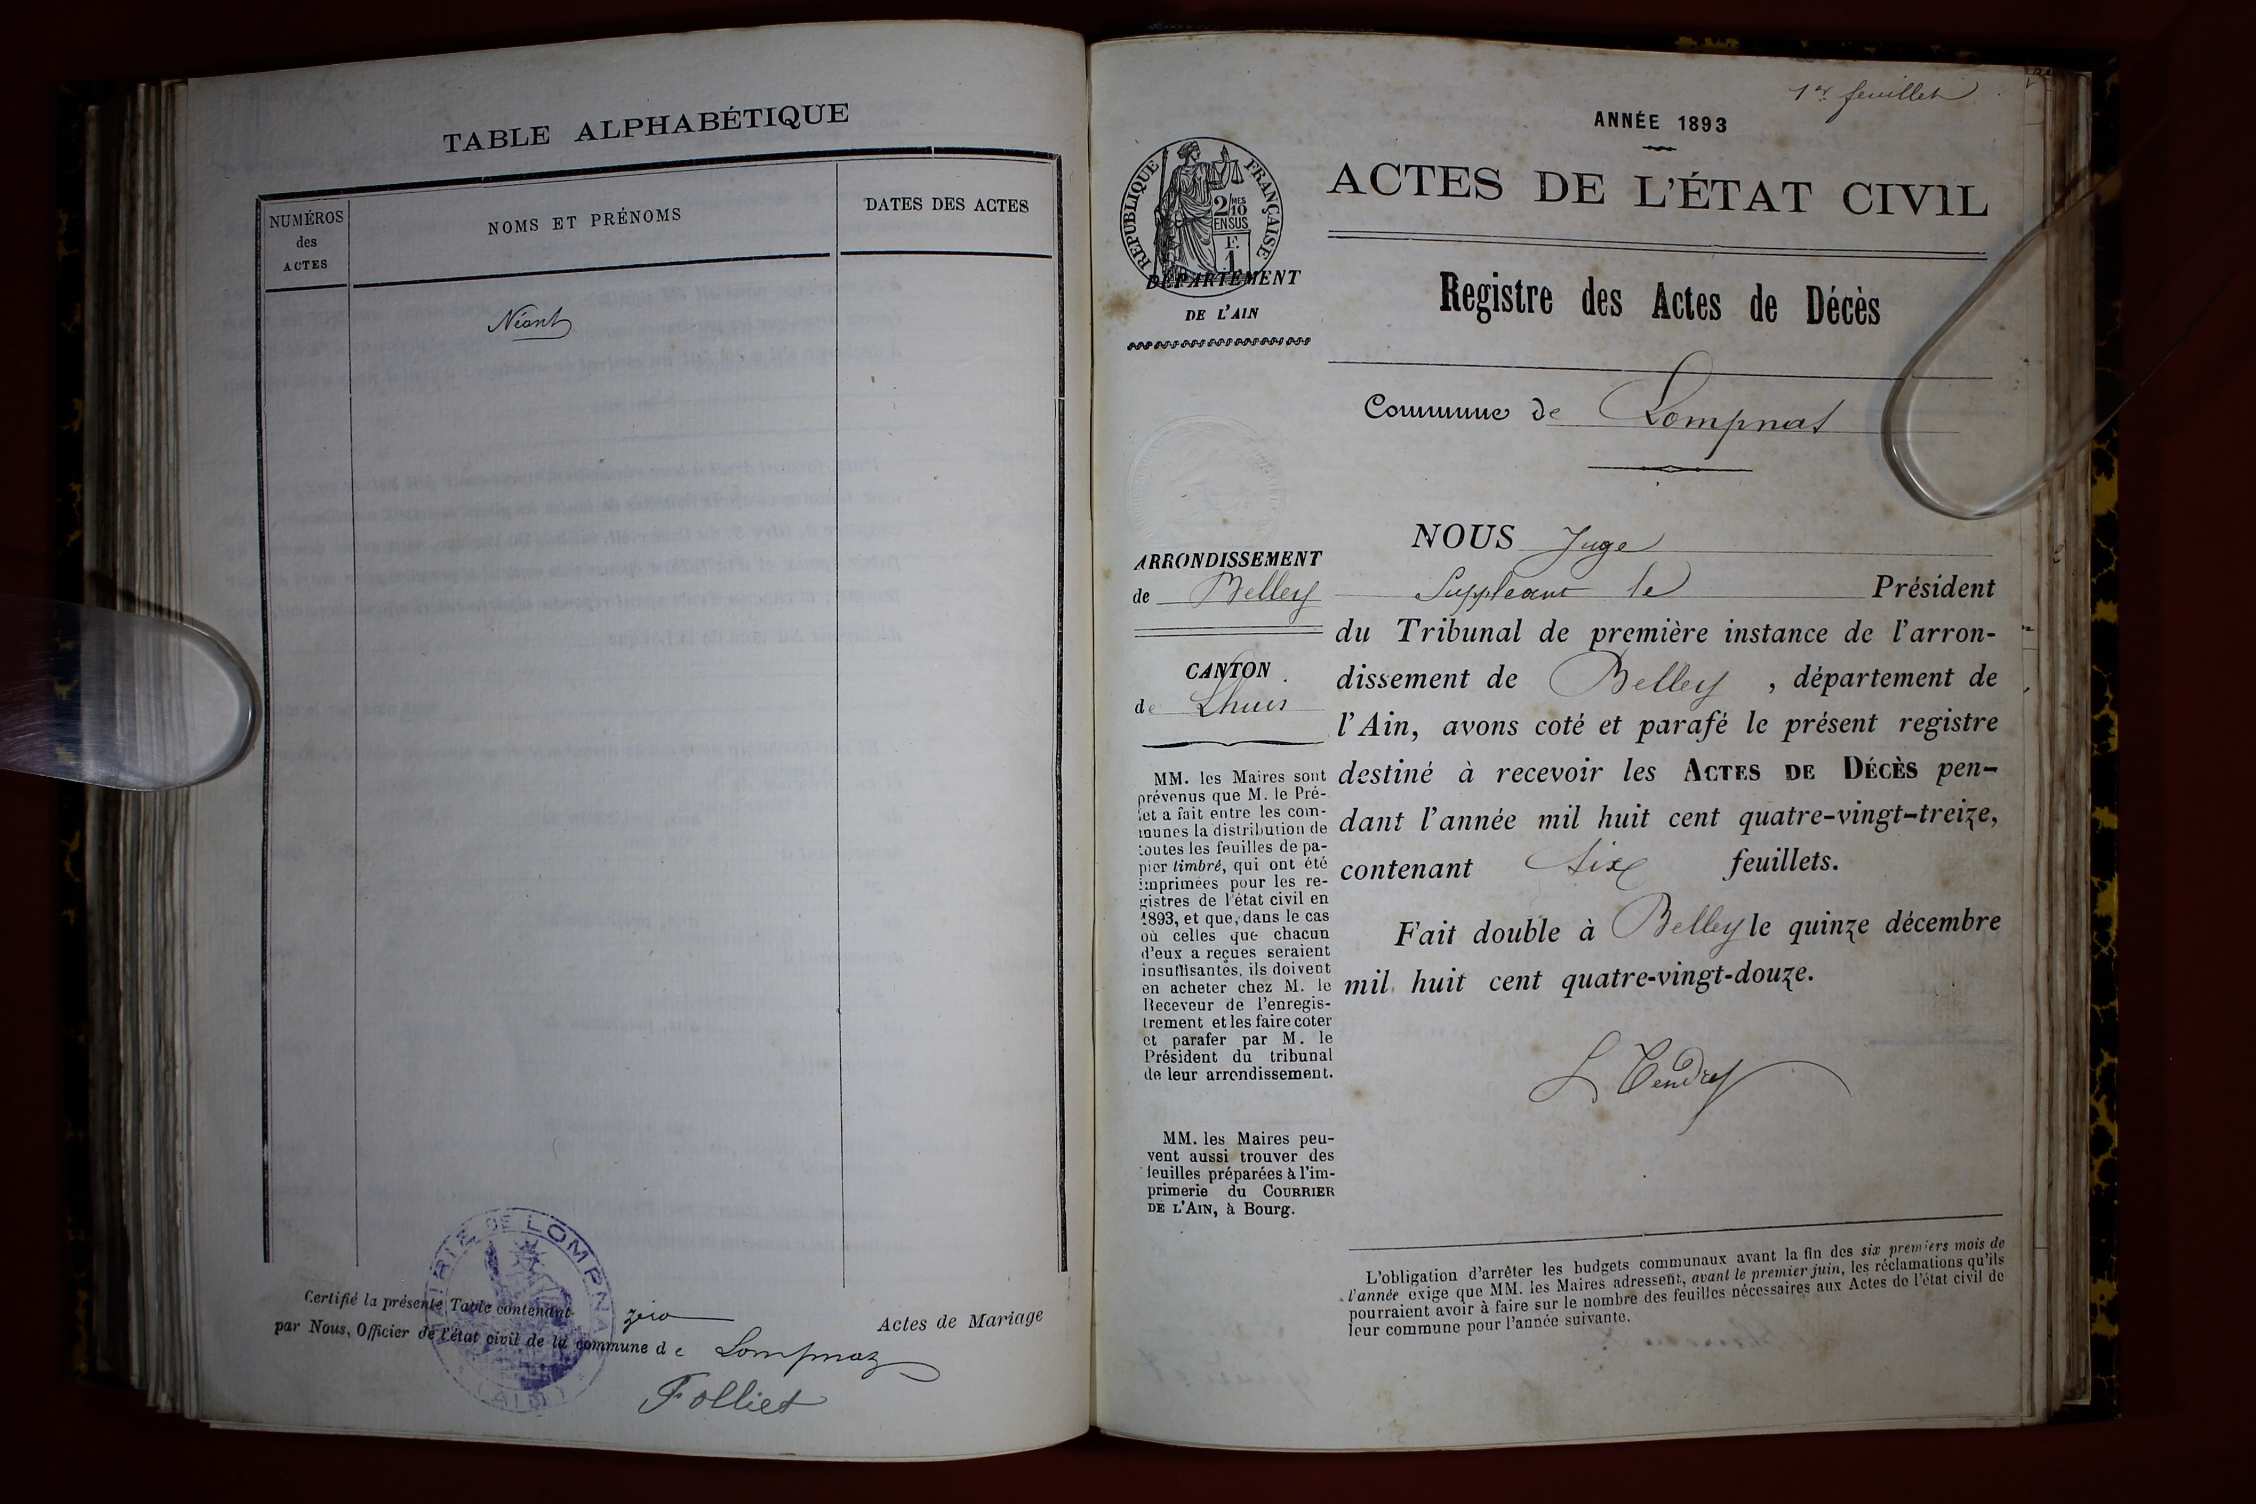 TABLE ALPHABÉTIQUE
NUMÉROS
des
ACTES
NOMS ET PRÉNOMS
DATES DES ACTES
Néant
MAIRIE DE LOMPNAZ
(AIN)
Certifié la présente Table contenant zéro Actes de Mariage
par Nous, Officier de l'état civil de la commune de Lompnaz
Folliet
1er feuillet
ANNÉE 1893
ACTES DE L'ÉTAT CIVIL
RÉPUBLIQUE FRANÇAISE
2/10 MES
EN SUS
F.
1
DÉPARTEMENT
DE L'AIN
Registre des Actes de Décès
Commune de Lompnas
ARRONDISSEMENT
de Belley
CANTON
de Lhuis
MM. les Maires sont
prévenus que M. le Pré-
fet a fait entre les com-
munes la distribution de
toutes les feuilles de pa-
pier timbré, qui ont été
imprimées pour les re-
gistres de l'état civil en
1893, et que, dans le cas
où celles que chacun
d'eux a reçues seraient
insuffisantes, ils doivent
en acheter chez M. le
Receveur de l'enregis-
trement et les faire coter
et parafer par M. le
Président du tribunal
de leur arrondissement.
MM. les Maires peu-
vent aussi trouver des
feuilles préparées à l'im-
primerie du COURRIER
DE L'AIN, à Bourg.
NOUS Juge
Suppléant le Président
du Tribunal de première instance de l'arron-
dissement de Belley, département de
l'Ain, avons coté et parafé le présent registre
destiné à recevoir les ACTES DE DÉCÈS pen-
dant l'année mil huit cent quatre-vingt-treize,
contenant six feuillets.
Fait double à Belley le quinze décembre
mil huit cent quatre-vingt-douze.
L'obligation d'arrêter les budgets communaux avant la fin des six premiers mois de
l'année exige que MM. les Maires adressent, avant le premier juin, les réclamations qu'ils
pourraient avoir à faire sur le nombre des feuilles nécessaires aux Actes de l'état civil de
leur commune pour l'année suivante.